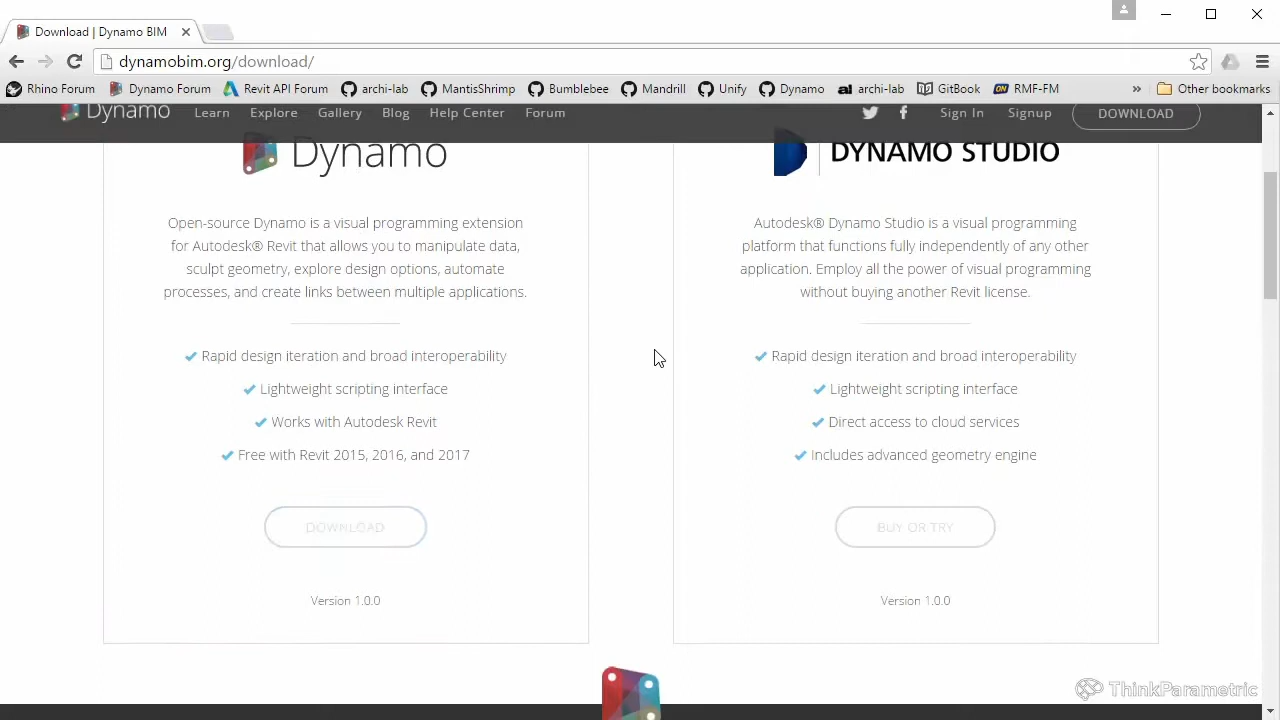 Download | Dynamo BIM
dynamobim.org/download/
Rhino Forum Dynamo Forum Revit API Forum archi-lab MantisShrimp Bumblebee Mandrill Unify Dynamo archi-lab GitBook RMF-FM » Other bookmarks
Dynamo Learn Explore Gallery Blog Help Center Forum Sign In Signup DOWNLOAD
Dynamo
Open-source Dynamo is a visual programming extension
for Autodesk® Revit that allows you to manipulate data,
sculpt geometry, explore design options, automate
processes, and create links between multiple applications.
Rapid design iteration and broad interoperability
Lightweight scripting interface
Works with Autodesk Revit
Free with Revit 2015, 2016, and 2017
DOWNLOAD
Version 1.0.0
DYNAMO STUDIO
Autodesk® Dynamo Studio is a visual programming
platform that functions fully independently of any other
application. Employ all the power of visual programming
without buying another Revit license.
Rapid design iteration and broad interoperability
Lightweight scripting interface
Direct access to cloud services
Includes advanced geometry engine
BUY OR TRY
Version 1.0.0
ThinkParametric